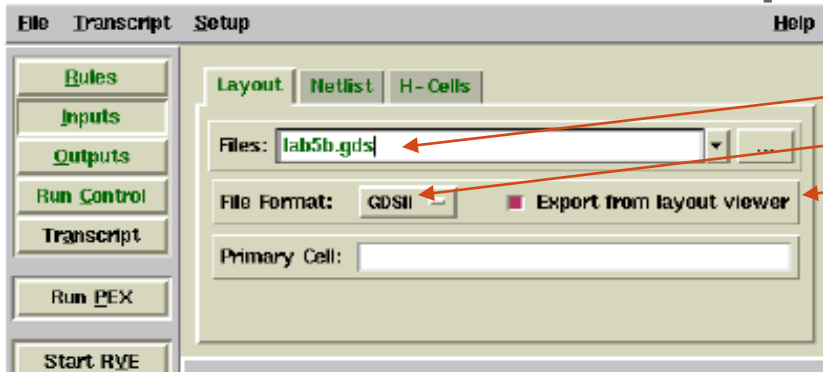 File Transcript Setup Help
Rules
Inputs
Outputs
Run Control
Transcript
Run PEX
Start RVE
Layout Netlist H-Cells
Files: lab5b.gds ...
File Format: GDSII Export from layout viewer
Primary Cell: